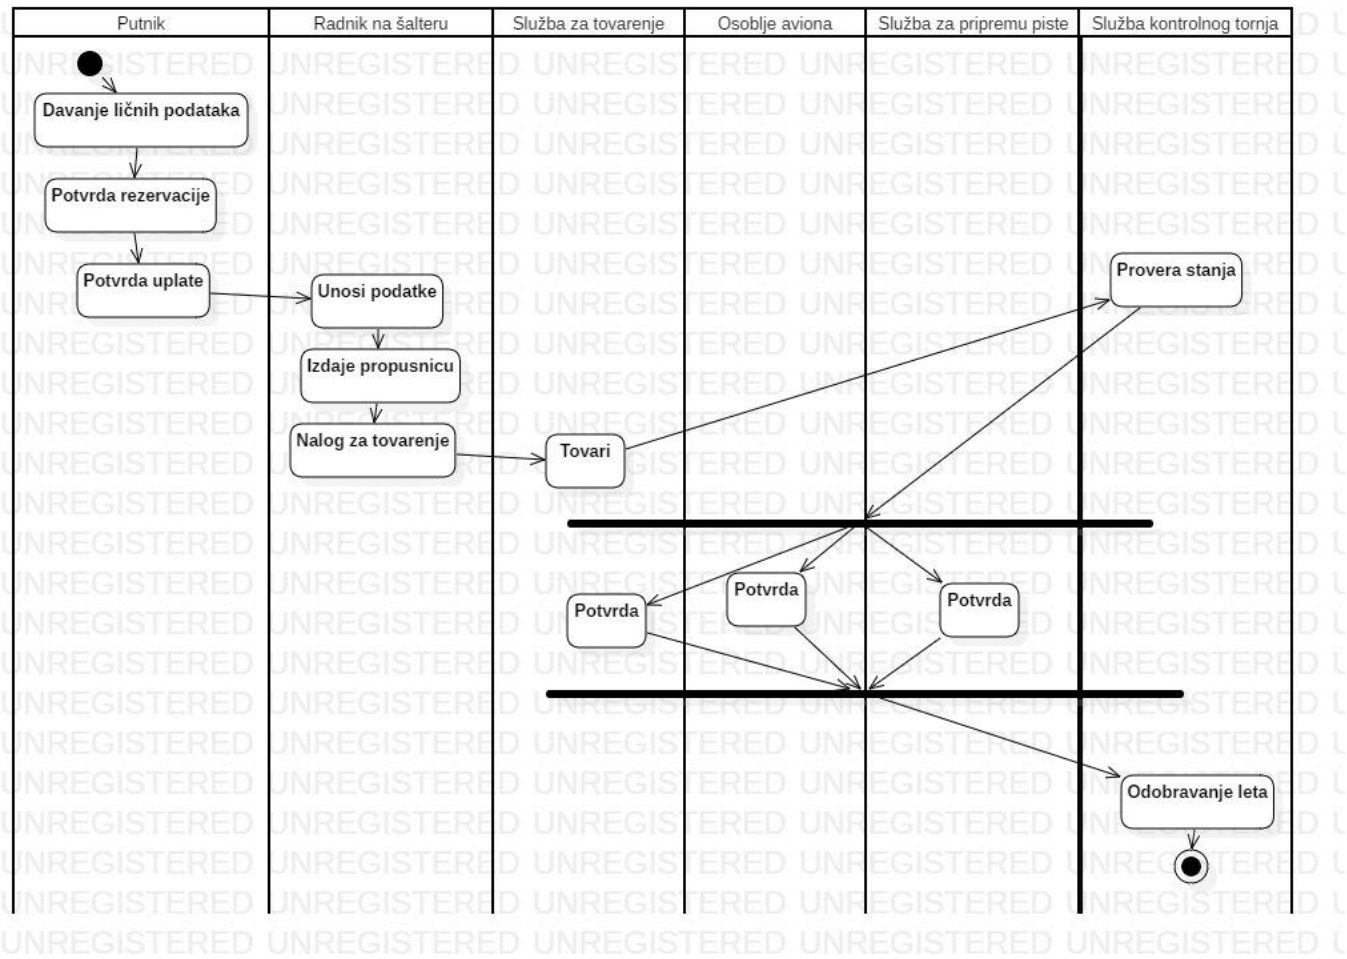 Putnik
Radnik na šalteru
Služba za tovarenje
Osoblje aviona
Služba za pripremu piste
Služba kontrolnog tornja
Davanje ličnih podataka
Potvrda rezervacije
Potvrda uplate
Unosi podatke
Provera stanja
Izdaje propusnicu
Nalog za tovarenje
Tovari
Potvrda
Potvrda
Potvrda
Odobravanje leta
UNREGISTERED